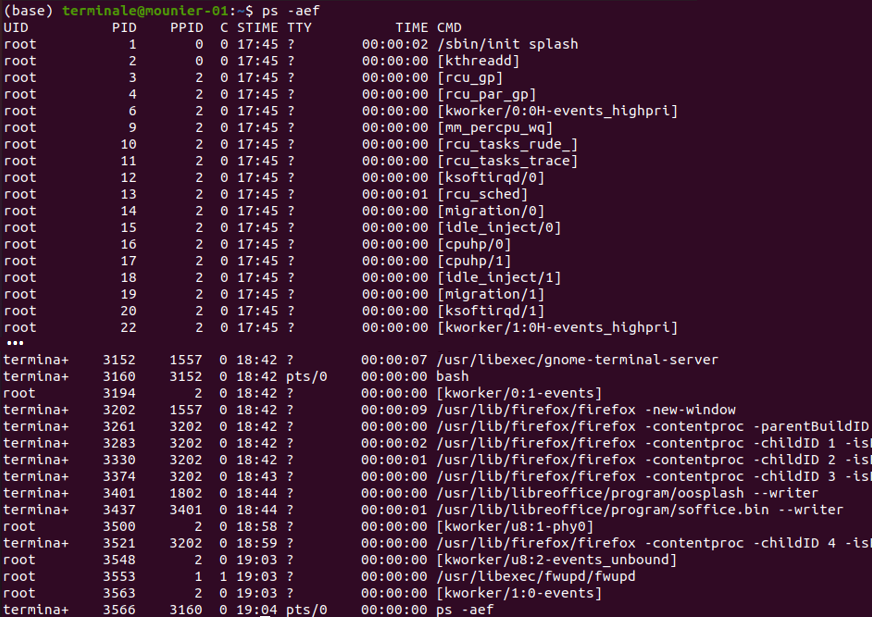 (base) terminale@mounier-01:~$ ps -aef
UID          PID    PPID  C STIME TTY          TIME CMD
root           1       0  0 17:45 ?        00:00:02 /sbin/init splash
root           2       0  0 17:45 ?        00:00:00 [kthreadd]
root           3       2  0 17:45 ?        00:00:00 [rcu_gp]
root           4       2  0 17:45 ?        00:00:00 [rcu_par_gp]
root           6       2  0 17:45 ?        00:00:00 [kworker/0:0H-events_highpri]
root           9       2  0 17:45 ?        00:00:00 [mm_percpu_wq]
root          10       2  0 17:45 ?        00:00:00 [rcu_tasks_rude_]
root          11       2  0 17:45 ?        00:00:00 [rcu_tasks_trace]
root          12       2  0 17:45 ?        00:00:00 [ksoftirqd/0]
root          13       2  0 17:45 ?        00:00:01 [rcu_sched]
root          14       2  0 17:45 ?        00:00:00 [migration/0]
root          15       2  0 17:45 ?        00:00:00 [idle_inject/0]
root          16       2  0 17:45 ?        00:00:00 [cpuhp/0]
root          17       2  0 17:45 ?        00:00:00 [cpuhp/1]
root          18       2  0 17:45 ?        00:00:00 [idle_inject/1]
root          19       2  0 17:45 ?        00:00:00 [migration/1]
root          20       2  0 17:45 ?        00:00:00 [ksoftirqd/1]
root          22       2  0 17:45 ?        00:00:00 [kworker/1:0H-events_highpri]
...
termina+    3152    1557  0 18:42 ?        00:00:07 /usr/libexec/gnome-terminal-server
termina+    3160    3152  0 18:42 pts/0    00:00:00 bash
root        3194       2  0 18:42 ?        00:00:00 [kworker/0:1-events]
termina+    3202    1557  0 18:42 ?        00:00:09 /usr/lib/firefox/firefox -new-window
termina+    3261    3202  0 18:42 ?        00:00:00 /usr/lib/firefox/firefox -contentproc -parentBuildID
termina+    3283    3202  0 18:42 ?        00:00:02 /usr/lib/firefox/firefox -contentproc -childID 1 -is
termina+    3330    3202  0 18:42 ?        00:00:01 /usr/lib/firefox/firefox -contentproc -childID 2 -is
termina+    3374    3202  0 18:43 ?        00:00:00 /usr/lib/firefox/firefox -contentproc -childID 3 -is
termina+    3401    1802  0 18:44 ?        00:00:00 /usr/lib/libreoffice/program/oosplash --writer
termina+    3437    3401  0 18:44 ?        00:00:01 /usr/lib/libreoffice/program/soffice.bin --writer
root        3500       2  0 18:58 ?        00:00:00 [kworker/u8:1-phy0]
termina+    3521    3202  0 18:59 ?        00:00:00 /usr/lib/firefox/firefox -contentproc -childID 4 -is
root        3548       2  0 19:03 ?        00:00:00 [kworker/u8:2-events_unbound]
root        3553       1  1 19:03 ?        00:00:00 /usr/libexec/fwupd/fwupd
root        3563       2  0 19:03 ?        00:00:00 [kworker/1:0-events]
termina+    3566    3160  0 19:04 pts/0    00:00:00 ps -aef